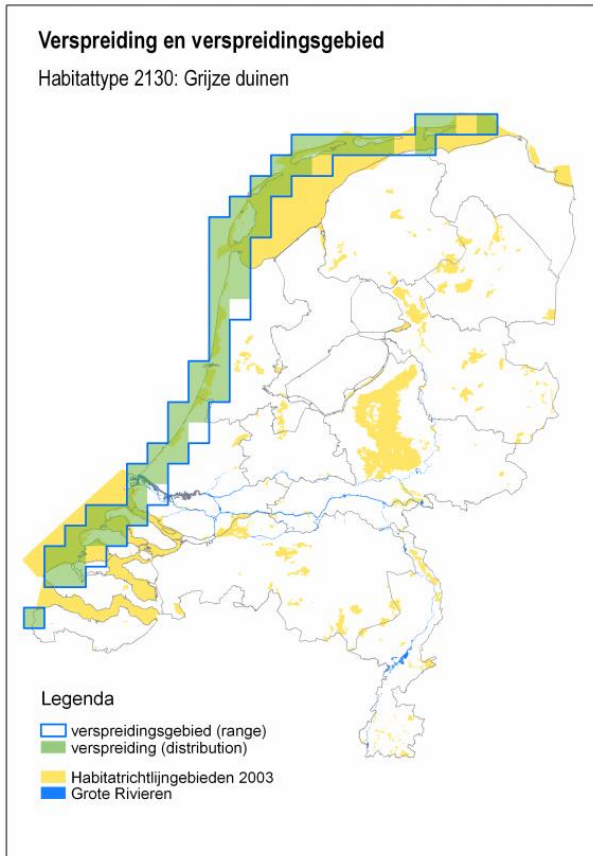 Verspreiding en verspreidingsgebied
Habitattype 2130: Grijze duinen
Legenda
verspreidingsgebied (range)
verspreiding (distribution)
Habitatrichtlijngebieden 2003
Grote Rivieren